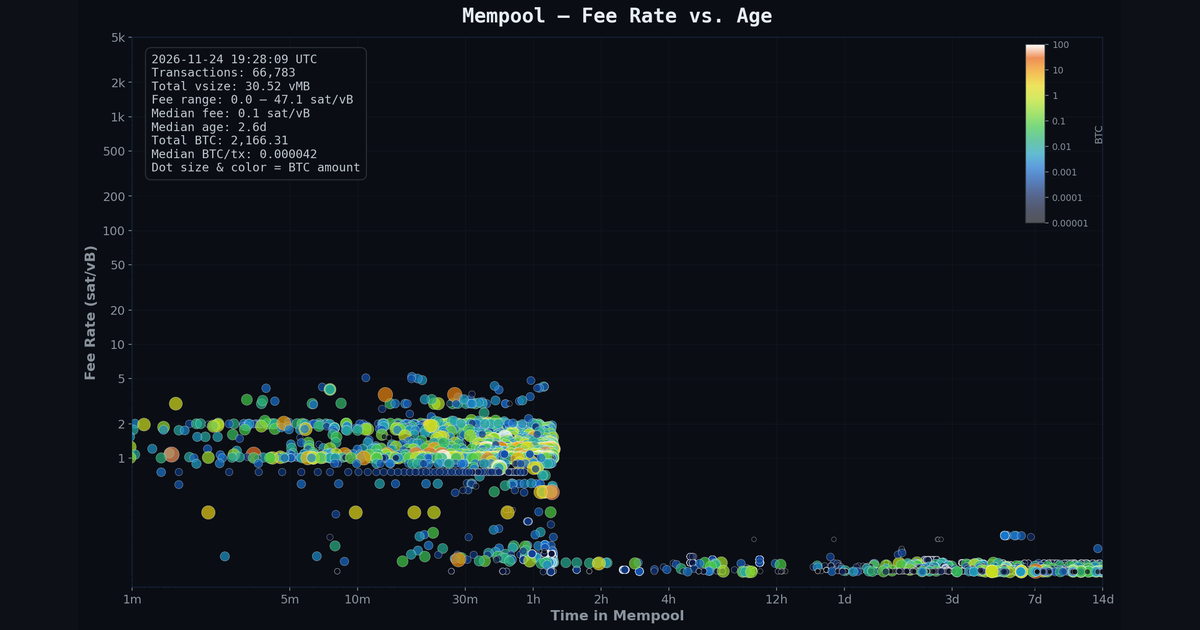 Mempool — Fee Rate vs. Age
2026-11-24 19:28:09 UTC
Transactions: 66,783
Total vsize: 30.52 vMB
Fee range: 0.0 – 47.1 sat/vB
Median fee: 0.1 sat/vB
Median age: 2.6d
Total BTC: 2,166.31
Median BTC/tx: 0.000042
Dot size & color = BTC amount
5k
2k
1k
500
200
100
50
20
10
5
2
1
Fee Rate (sat/vB)
100
10
1
0.1
0.01
0.001
0.0001
0.00001
BTC
1m
5m
10m
30m
1h
2h
4h
12h
1d
3d
7d
14d
Time in Mempool